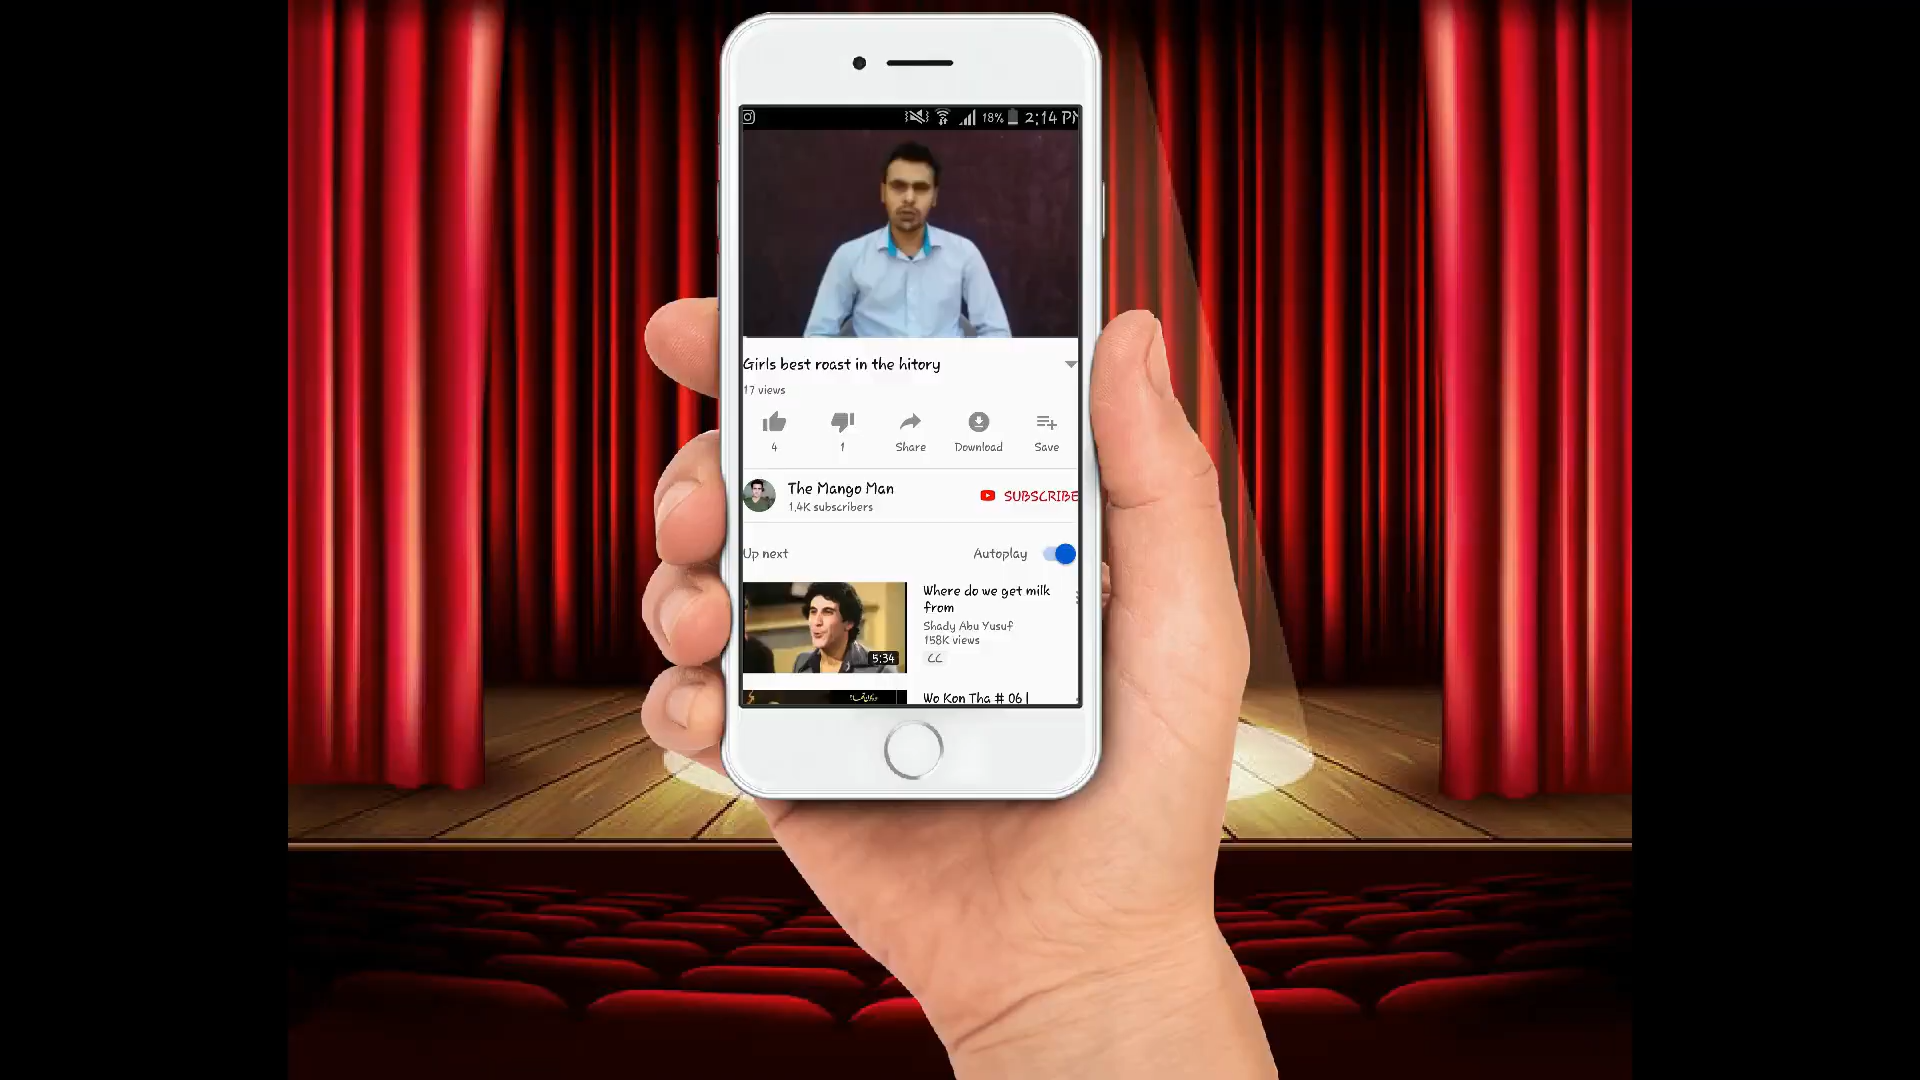 18% 2:14 PM
Girls best roast in the hitory
17 views
4 1 Share Download Save
The Mango Man
1.4K subscribers
SUBSCRIBE
Up next Autoplay
Where do we get milk
from
Shady Abu Yusuf
158K views
CC
5:34
Wo Kon Tha # 06 |